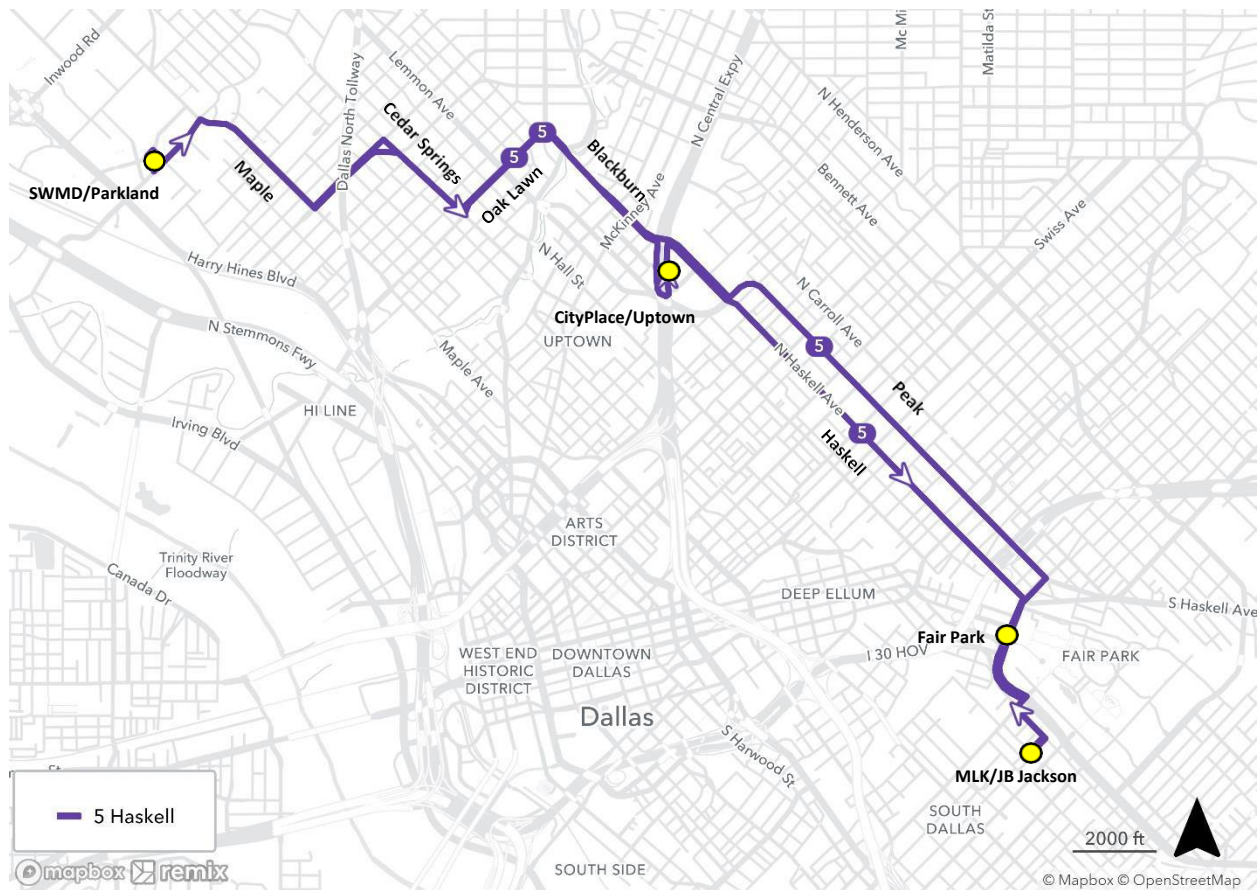 Inwood Rd
Lemmon Ave
Dallas North Tollway
N Central Expy
Mc Mi
Matilda St
N Henderson Ave
Cedar Springs
5
5
Blackburn
SWMD/Parkland
Maple
Oak Lawn
McKinney Ave
Bennett Ave
Swiss Ave
Harry Hines Blvd
N Hall St
N Carroll Ave
CityPlace/Uptown
UPTOWN
N Stemmons Fwy
Maple Ave
5
N Haskell Ave
Peak
HI LINE
Irving Blvd
5
Haskell
ARTS
DISTRICT
Trinity River
Floodway
Canada Dr
DEEP ELLUM
S Haskell Ave
Fair Park
I 30 HOV
FAIR PARK
WEST END
HISTORIC
DISTRICT
DOWNTOWN
DALLAS
Dallas
S Harwood St
MLK/JB Jackson
St
5 Haskell
SOUTH
DALLAS
2000 ft
mapbox remix
SOUTH SIDE
© Mapbox © OpenStreetMap